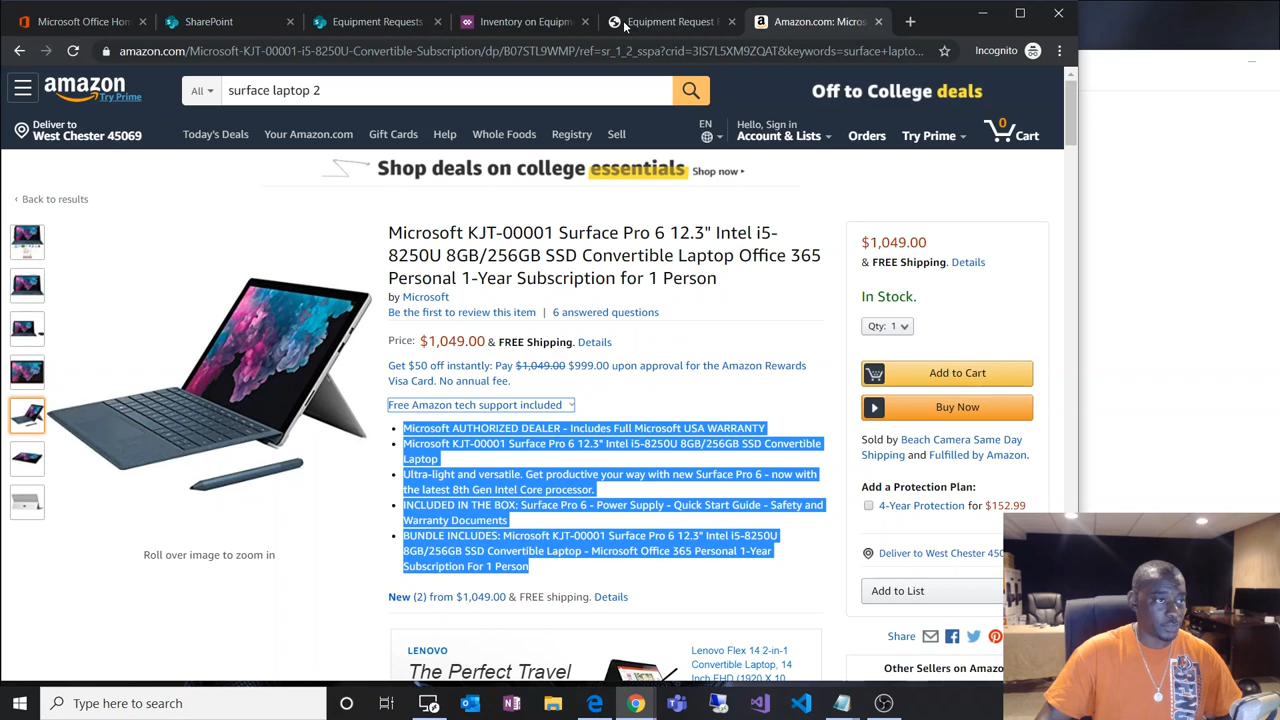 Microsoft Office Hom
SharePoint
Equipment Requests
Inventory on Equipm
Equipment Request F
Amazon.com: Micros
amazon.com/Microsoft-KJT-00001-i5-8250U-Convertible-Subscription/dp/B07STL9WMP/ref=sr_1_2_sspa?crid=3IS7L5XM9ZQAT&keywords=surface+lapto...
Incognito
amazon
Try Prime
All
surface laptop 2
Off to College deals
Deliver to
West Chester 45069
Today's Deals
Your Amazon.com
Gift Cards
Help
Whole Foods
Registry
Sell
EN
Hello, Sign in
Account & Lists
Orders
Try Prime
0
Cart
Shop deals on college essentials
Shop now
‹ Back to results
Microsoft KJT-00001 Surface Pro 6 12.3" Intel i5-
8250U 8GB/256GB SSD Convertible Laptop Office 365
Personal 1-Year Subscription for 1 Person
by Microsoft
Be the first to review this item | 6 answered questions
Price: $1,049.00 & FREE Shipping. Details
Get $50 off instantly: Pay $1,049.00 $999.00 upon approval for the Amazon Rewards
Visa Card. No annual fee.
Free Amazon tech support included
• Microsoft AUTHORIZED DEALER - Includes Full Microsoft USA WARRANTY
• Microsoft KJT-00001 Surface Pro 6 12.3" Intel i5-8250U 8GB/256GB SSD Convertible
Laptop
• Ultra-light and versatile. Get productive your way with new Surface Pro 6 - now with
the latest 8th Gen Intel Core processor.
• INCLUDED IN THE BOX: Surface Pro 6 - Power Supply - Quick Start Guide - Safety and
Warranty Documents
• BUNDLE INCLUDES: Microsoft KJT-00001 Surface Pro 6 12.3" Intel i5-8250U
8GB/256GB SSD Convertible Laptop - Microsoft Office 365 Personal 1-Year
Subscription For 1 Person
New (2) from $1,049.00 & FREE shipping. Details
Roll over image to zoom in
LENOVO
The Perfect Travel
Lenovo Flex 14 2-in-1
Convertible Laptop, 14
Inch FHD (1920 X 10
$1,049.00
& FREE Shipping. Details
In Stock.
Qty: 1
Add to Cart
Buy Now
Sold by Beach Camera Same Day
Shipping and Fulfilled by Amazon.
Add a Protection Plan:
4-Year Protection for $152.99
Deliver to West Chester 450
Add to List
Share
Other Sellers on Amazo
Type here to search